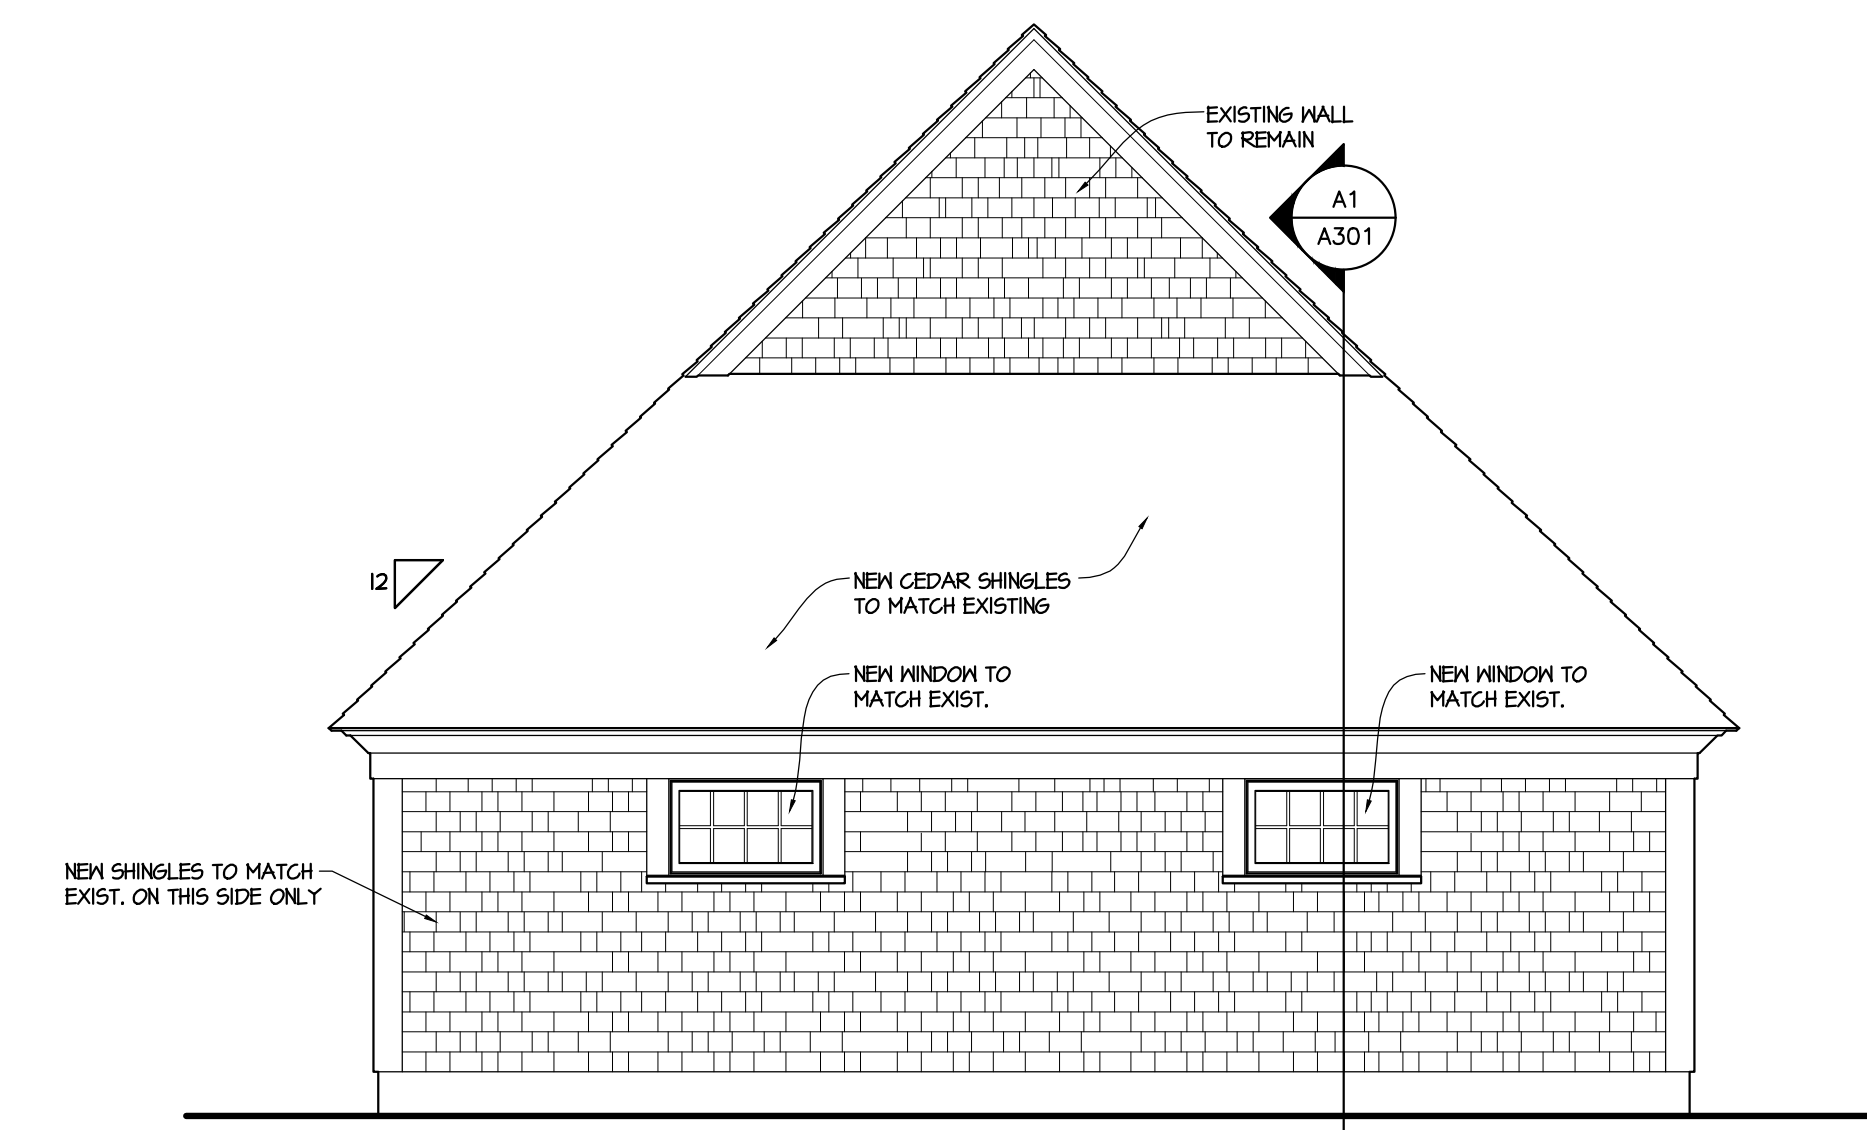 EXISTING WALL
TO REMAIN
A1
A301
12
NEW CEDAR SHINGLES
TO MATCH EXISTING
NEW WINDOW TO
MATCH EXIST.
NEW WINDOW TO
MATCH EXIST.
NEW SHINGLES TO MATCH
EXIST. ON THIS SIDE ONLY